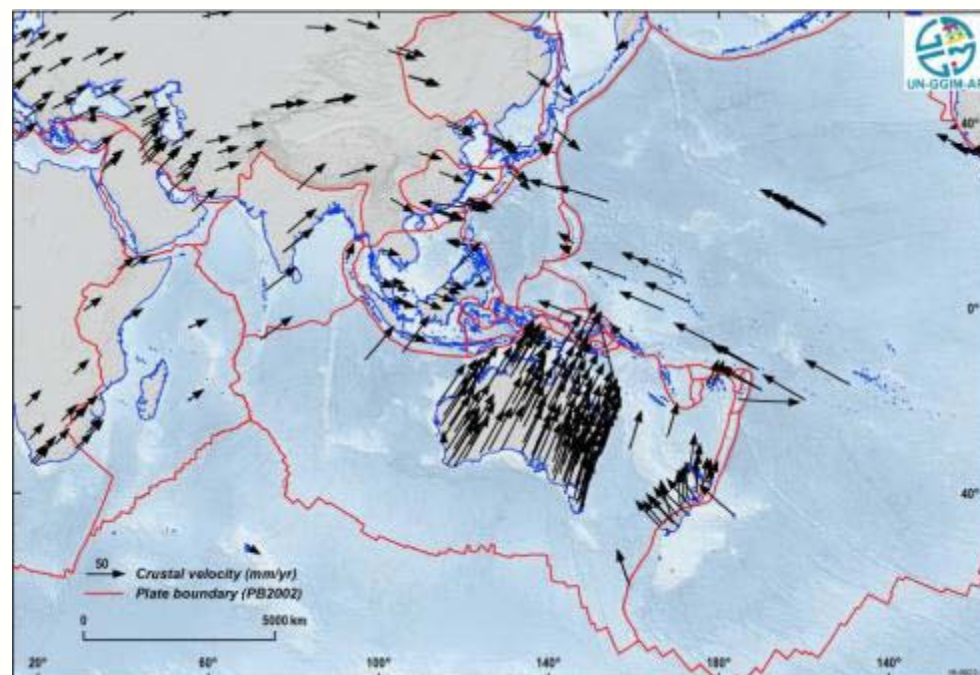 UN-GGIM-AP
40°
0°
40°
50
Crustal velocity (mm/yr)
Plate boundary (PB2002)
0 5000 km
20° 60° 100° 140° 180° 140°